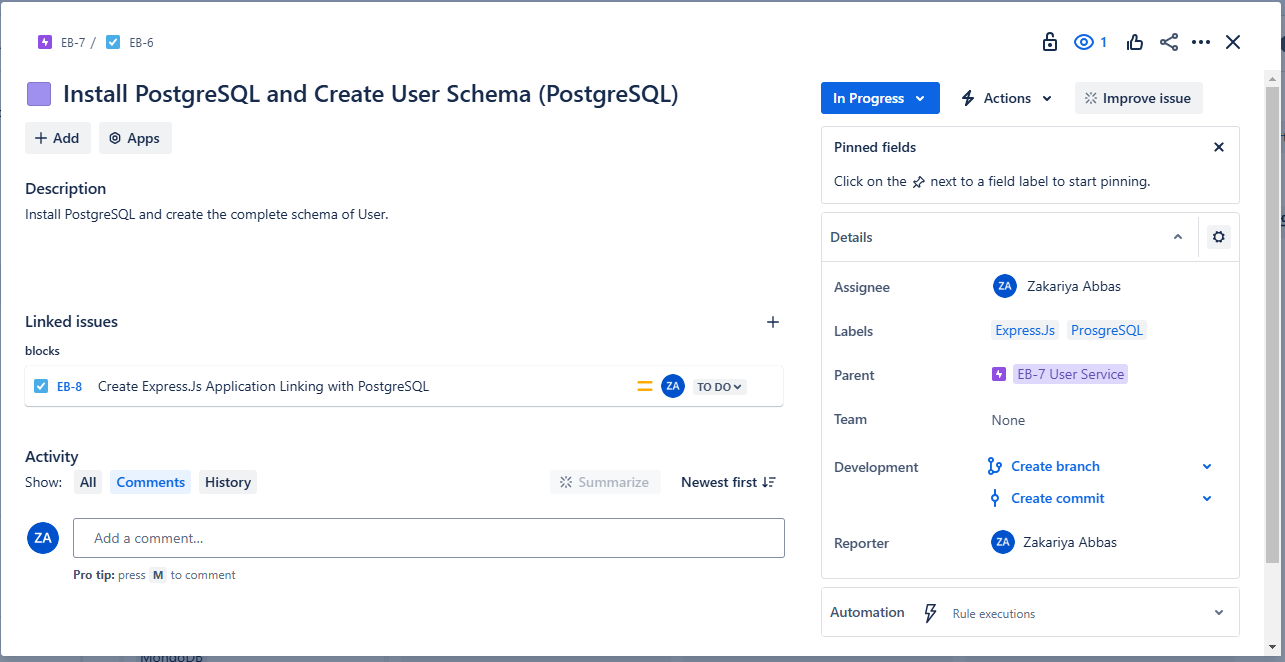 EB-7 / EB-6
1
Install PostgreSQL and Create User Schema (PostgreSQL)
Add
Apps
Description
Install PostgreSQL and create the complete schema of User.
Linked issues
blocks
EB-8 Create Express.Js Application Linking with PostgreSQL ZA TO DO
Activity
Show: All Comments History Summarize Newest first
ZA Add a comment...
Pro tip: press M to comment
In Progress Actions Improve issue
Pinned fields
Click on the next to a field label to start pinning.
Details
Assignee ZA Zakariya Abbas
Labels Express.Js ProsgreSQL
Parent EB-7 User Service
Team None
Development Create branch
Create commit
Reporter ZA Zakariya Abbas
Automation Rule executions
MongoDb